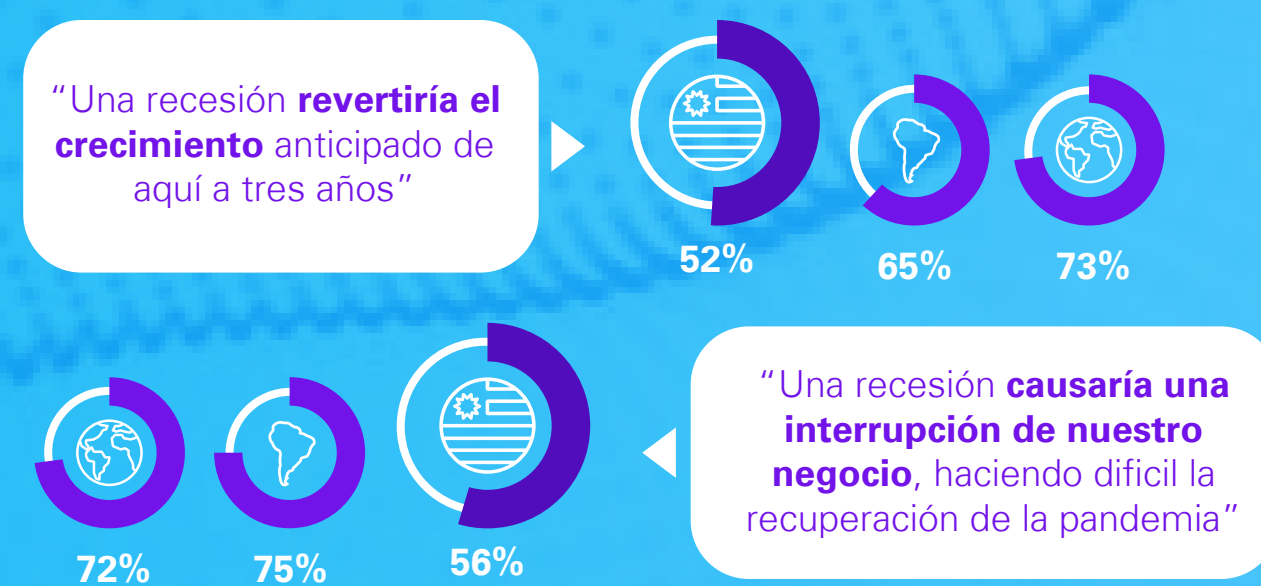 “Una recesión revertiría el
crecimiento anticipado de
aquí a tres años”
52%
65%
73%
72%
75%
56%
“Una recesión causaría una
interrupción de nuestro
negocio, haciendo dificil la
recuperación de la pandemia”